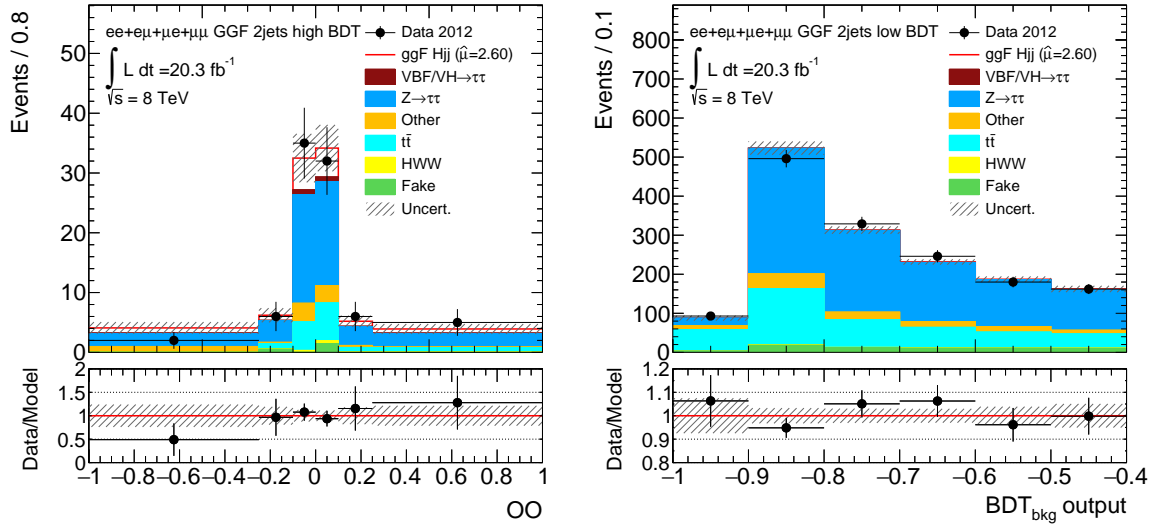 Events / 0.8
ee+eμ+μe+μμ GGF 2jets high BDT
∫ L dt =20.3 fb⁻¹
√s = 8 TeV
Data 2012
ggF Hjj (μ̂=2.60)
VBF/VH→ττ
Z→ττ
Other
tt̄
HWW
Fake
Uncert.
50
40
30
20
10
0
Data/Model
2
1.5
1
0.5
0
−1 −0.8 −0.6 −0.4 −0.2 0 0.2 0.4 0.6 0.8 1
OO
Events / 0.1
ee+eμ+μe+μμ GGF 2jets low BDT
∫ L dt =20.3 fb⁻¹
√s = 8 TeV
Data 2012
ggF Hjj (μ̂=2.60)
VBF/VH→ττ
Z→ττ
Other
tt̄
HWW
Fake
Uncert.
800
700
600
500
400
300
200
100
0
Data/Model
1.2
1.1
1
0.9
0.8
−1 −0.9 −0.8 −0.7 −0.6 −0.5 −0.4
BDT_bkg output